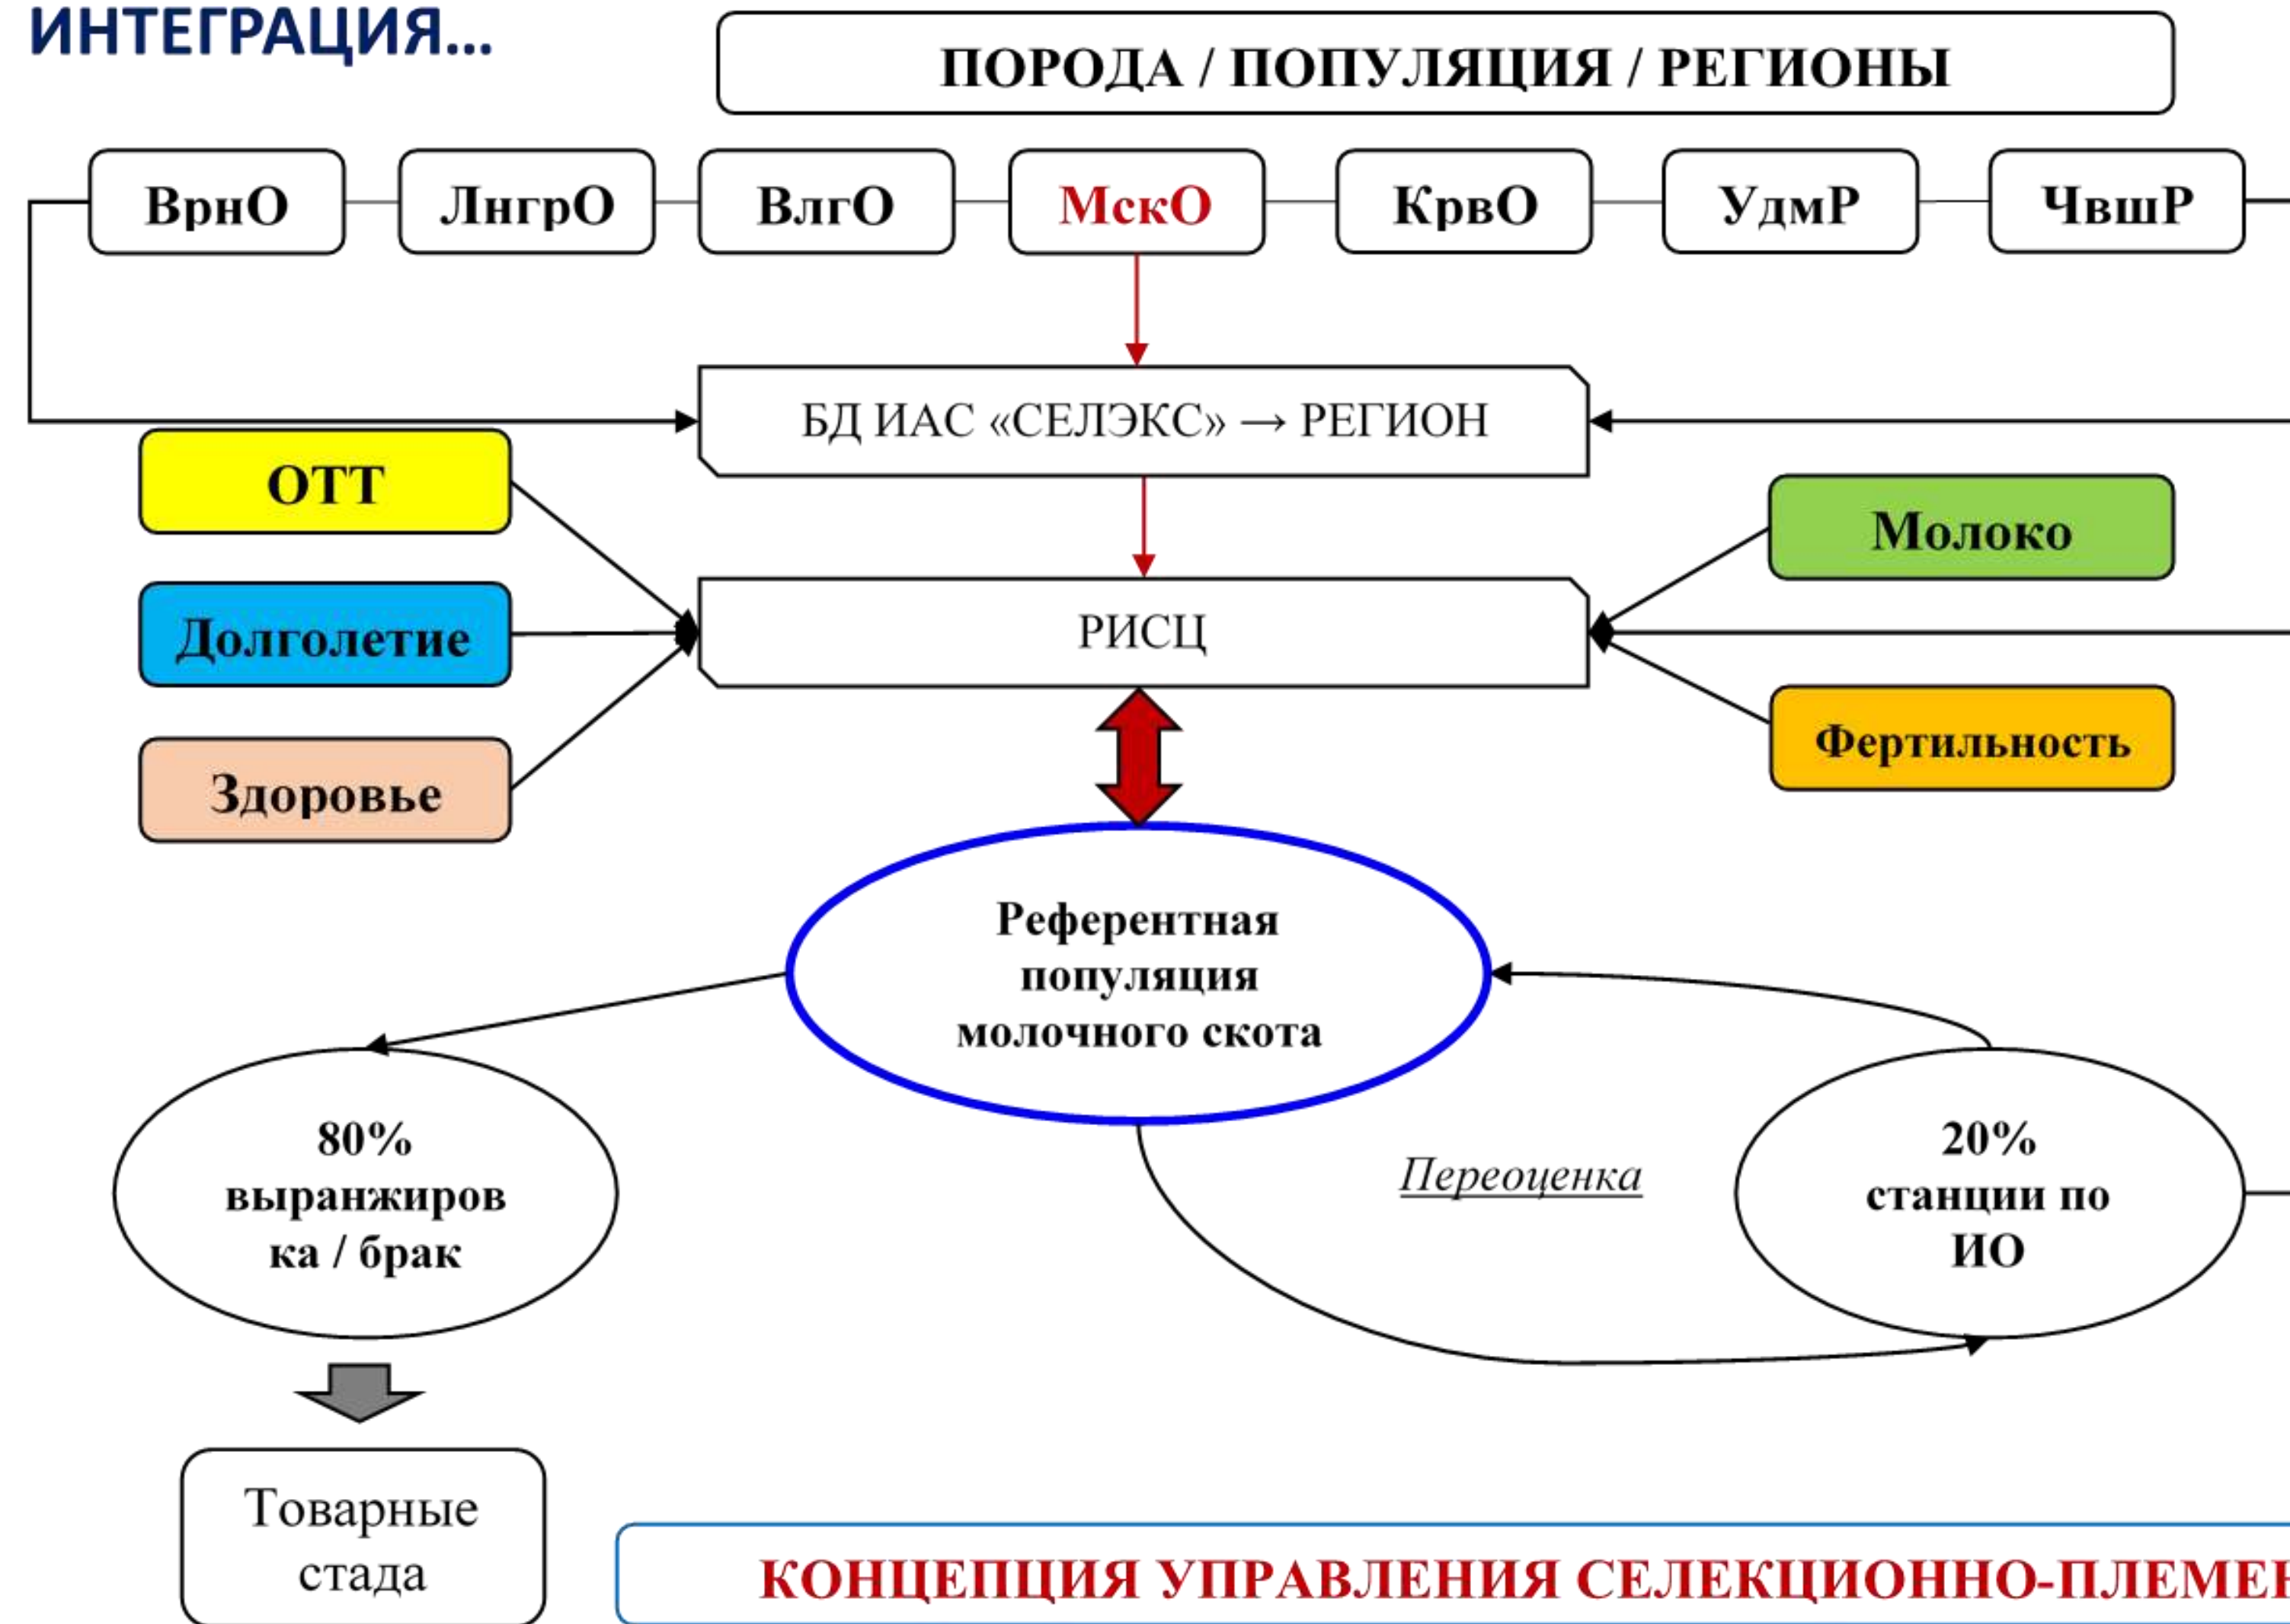 ИНТЕГРАЦИЯ...
ПОРОДА / ПОПУЛЯЦИЯ / РЕГИОНЫ
ВрнО
ЛнгрО
ВлгО
МскО
КрвО
УдмР
ЧвшР
БД ИАС «СЕЛЭКС» → РЕГИОН
ОТТ
Молоко
Долголетие
РИСЦ
Фертильность
Здоровье
Референтная
популяция
молочного скота
80%
выранжиров
ка / брак
Переоценка
20%
станции по
ИО
Товарные
стада
КОНЦЕПЦИЯ УПРАВЛЕНИЯ СЕЛЕКЦИОННО-ПЛЕМЕ